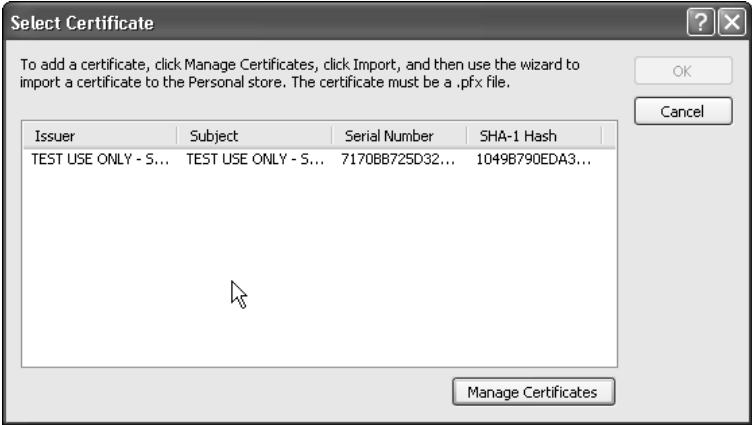 Select Certificate
To add a certificate, click Manage Certificates, click Import, and then use the wizard to
import a certificate to the Personal store. The certificate must be a .pfx file.
OK
Cancel
Issuer Subject Serial Number SHA-1 Hash
TEST USE ONLY - S... TEST USE ONLY - S... 7170BB725D32... 1049B790EDA3...
Manage Certificates